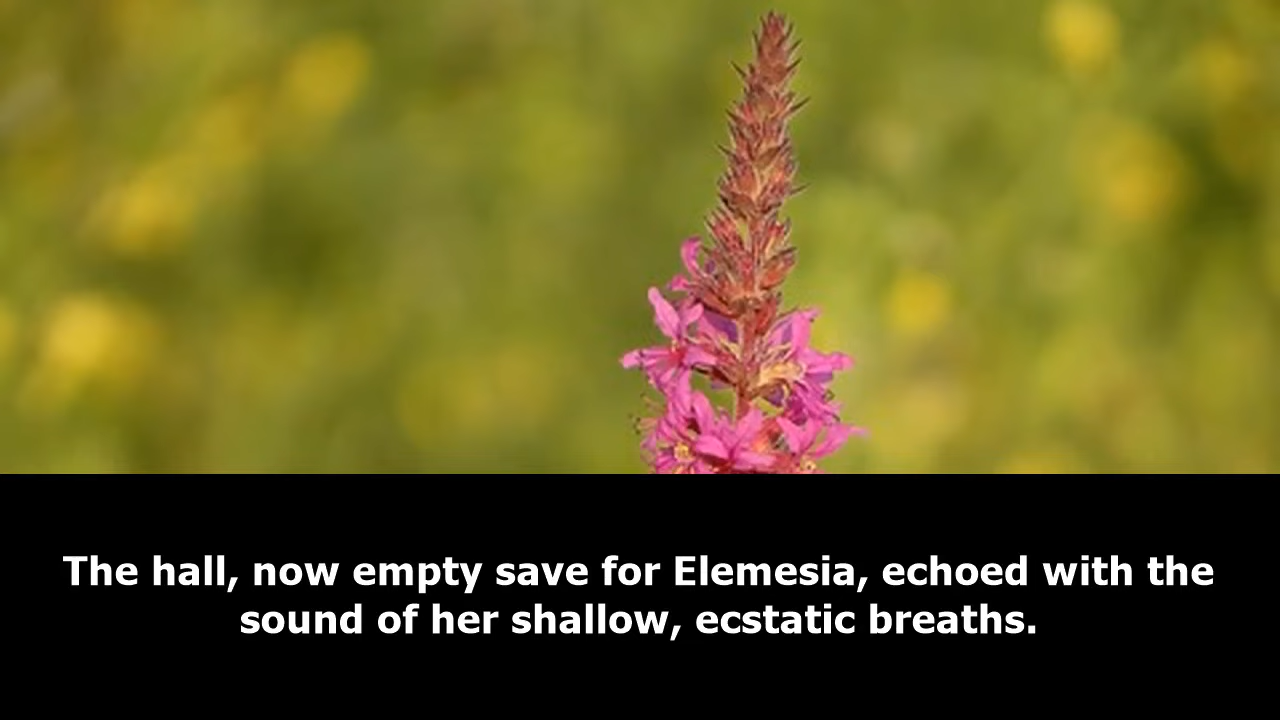 The hall, now empty save for Elemesia, echoed with the
sound of her shallow, ecstatic breaths.